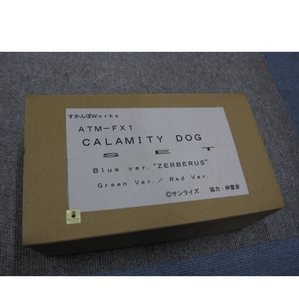 すかんぽWorks
ATM-FX1
CALAMITY DOG
SET
Blue ver. "ZERBERUS"
Green Ver. / Red Ver.
©サンライズ 協力：伸童舎